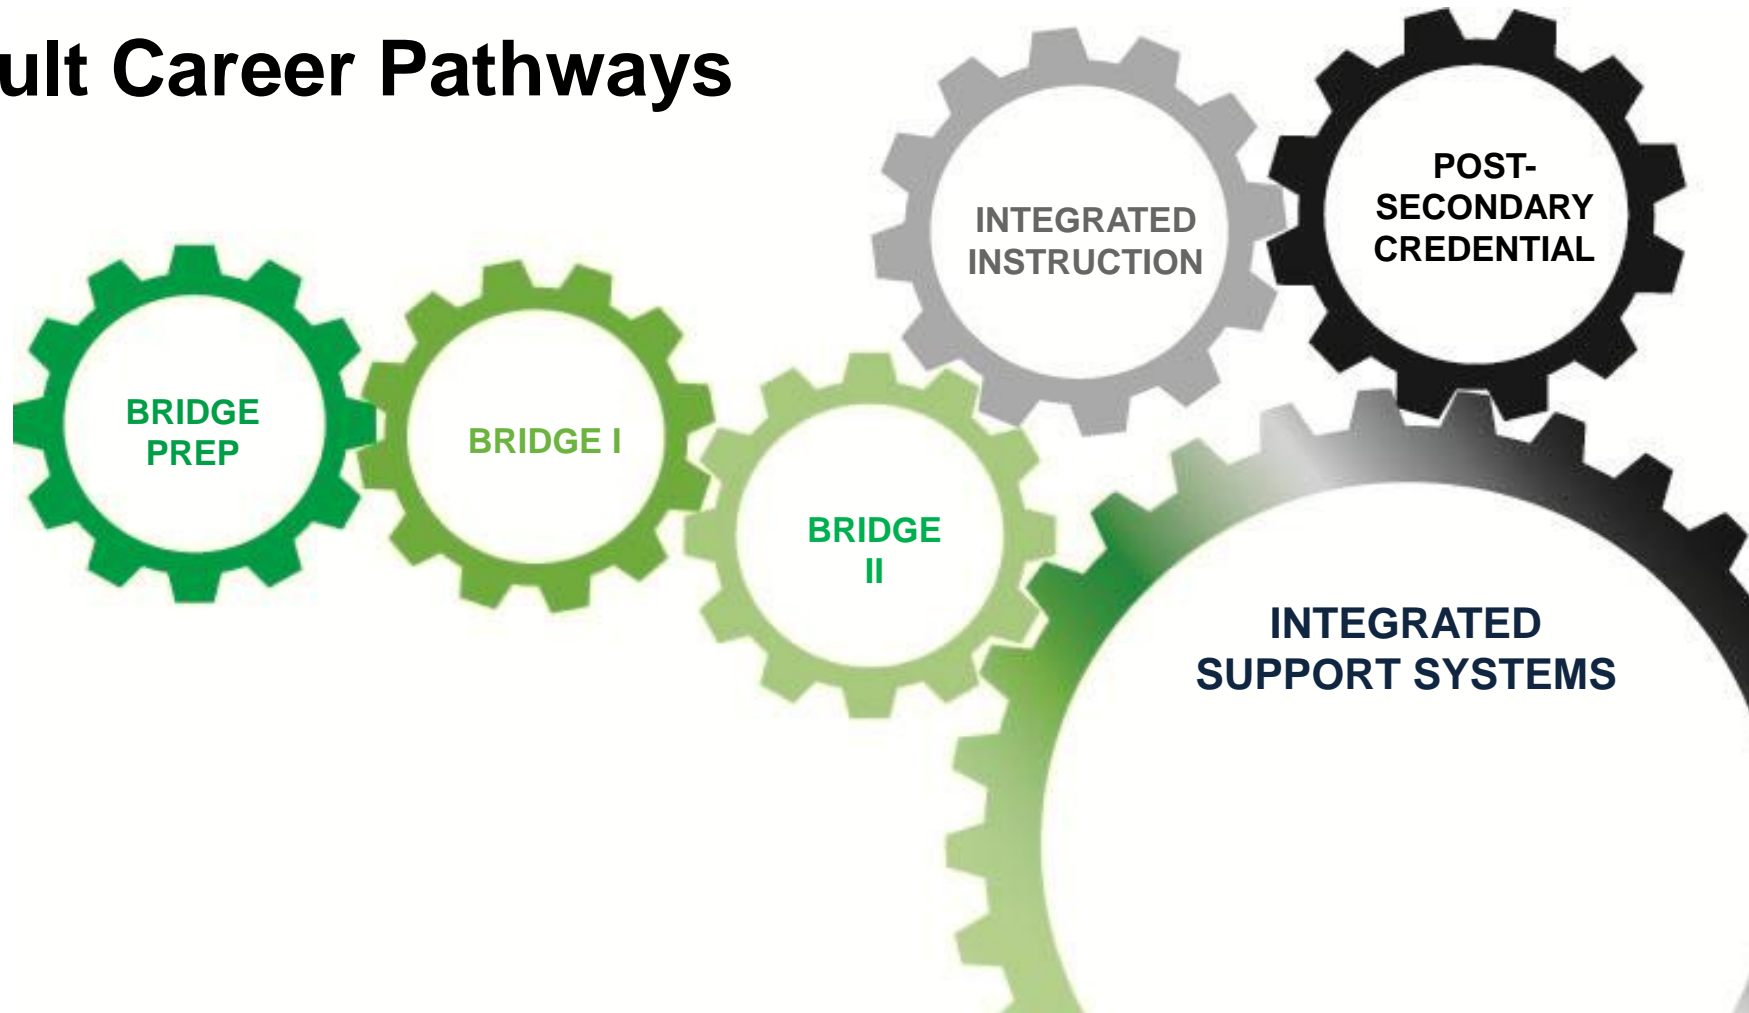 ult Career Pathways
POST-
SECONDARY
CREDENTIAL
INTEGRATED
INSTRUCTION
BRIDGE
PREP
BRIDGE I
BRIDGE
II
INTEGRATED
SUPPORT SYSTEMS